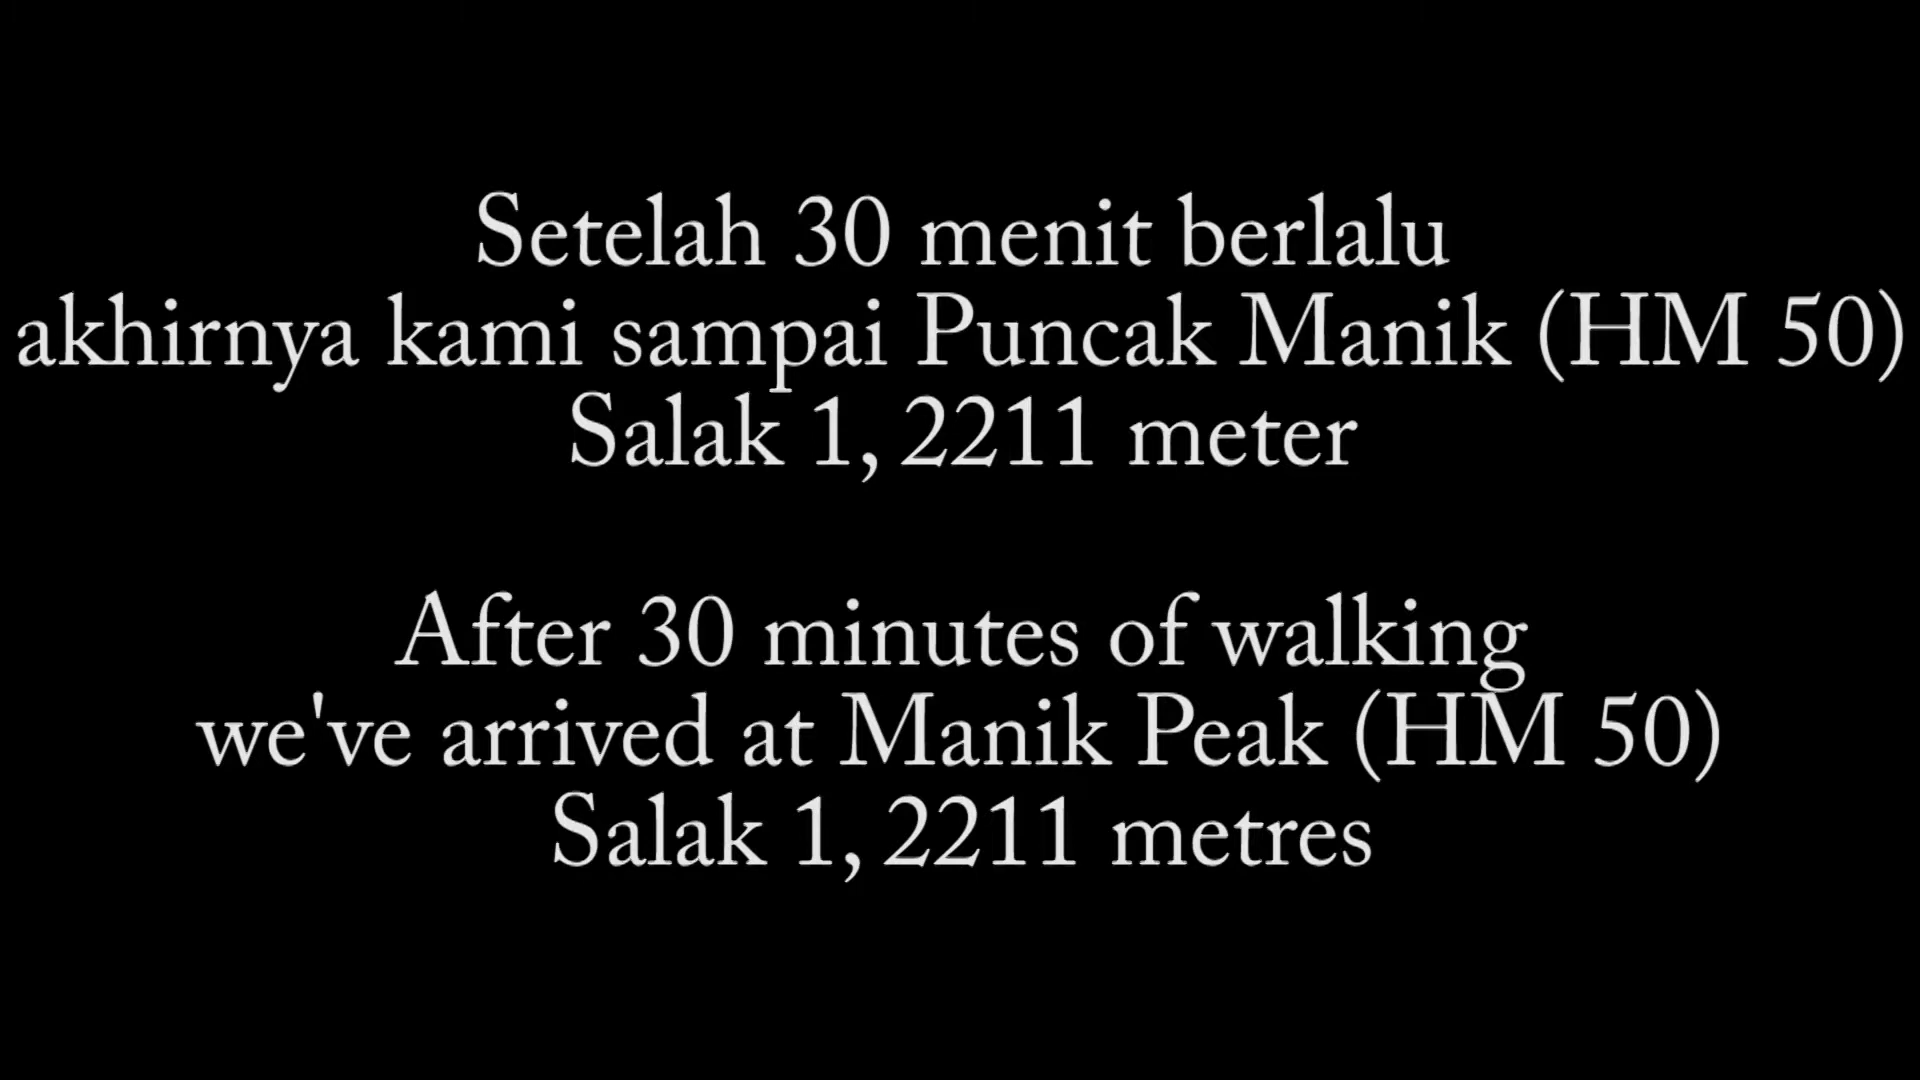 Setelah 30 menit berlalu
akhirnya kami sampai Puncak Manik (HM 50)
Salak 1, 2211 meter
After 30 minutes of walking
we've arrived at Manik Peak (HM 50)
Salak 1, 2211 metres